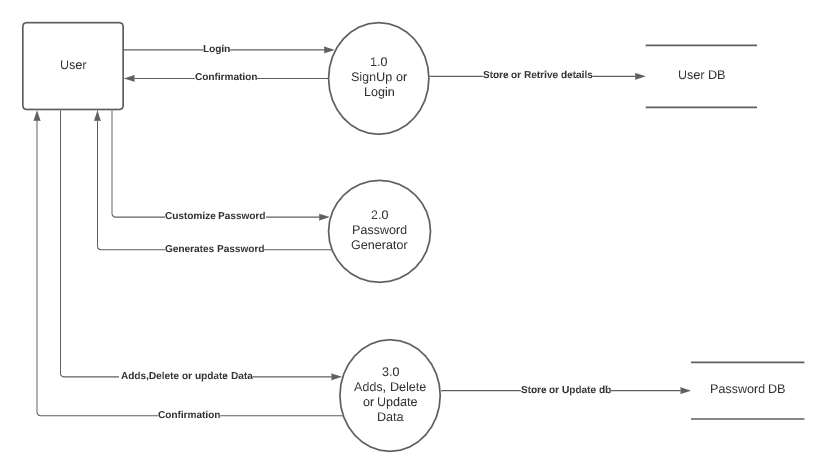 User
Login
Confirmation
1.0
SignUp or
Login
Store or Retrive details
User DB
Customize Password
Generates Password
2.0
Password
Generator
Adds,Delete or update Data
Confirmation
3.0
Adds, Delete
or Update
Data
Store or Update db
Password DB